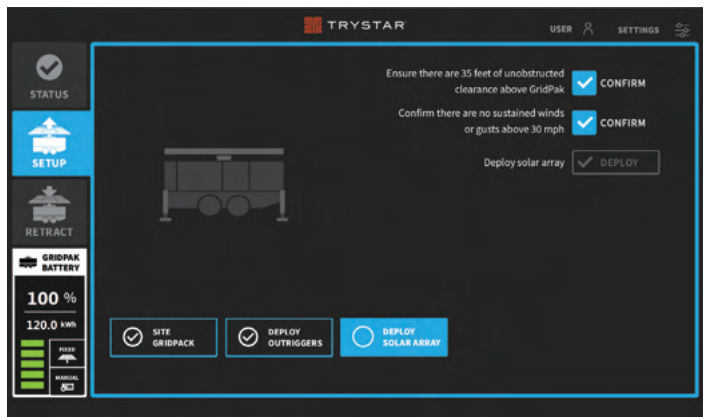 TRYSTAR
USER
SETTINGS
STATUS
SETUP
RETRACT
GRIDPAK
BATTERY
100 %
120.0 kwh
FIXED
MANUAL
Ensure there are 35 feet of unobstructed
clearance above GridPak
CONFIRM
Confirm there are no sustained winds
or gusts above 30 mph
CONFIRM
Deploy solar array
DEPLOY
SITE
GRIDPACK
DEPLOY
OUTRIGGERS
DEPLOY
SOLAR ARRAY